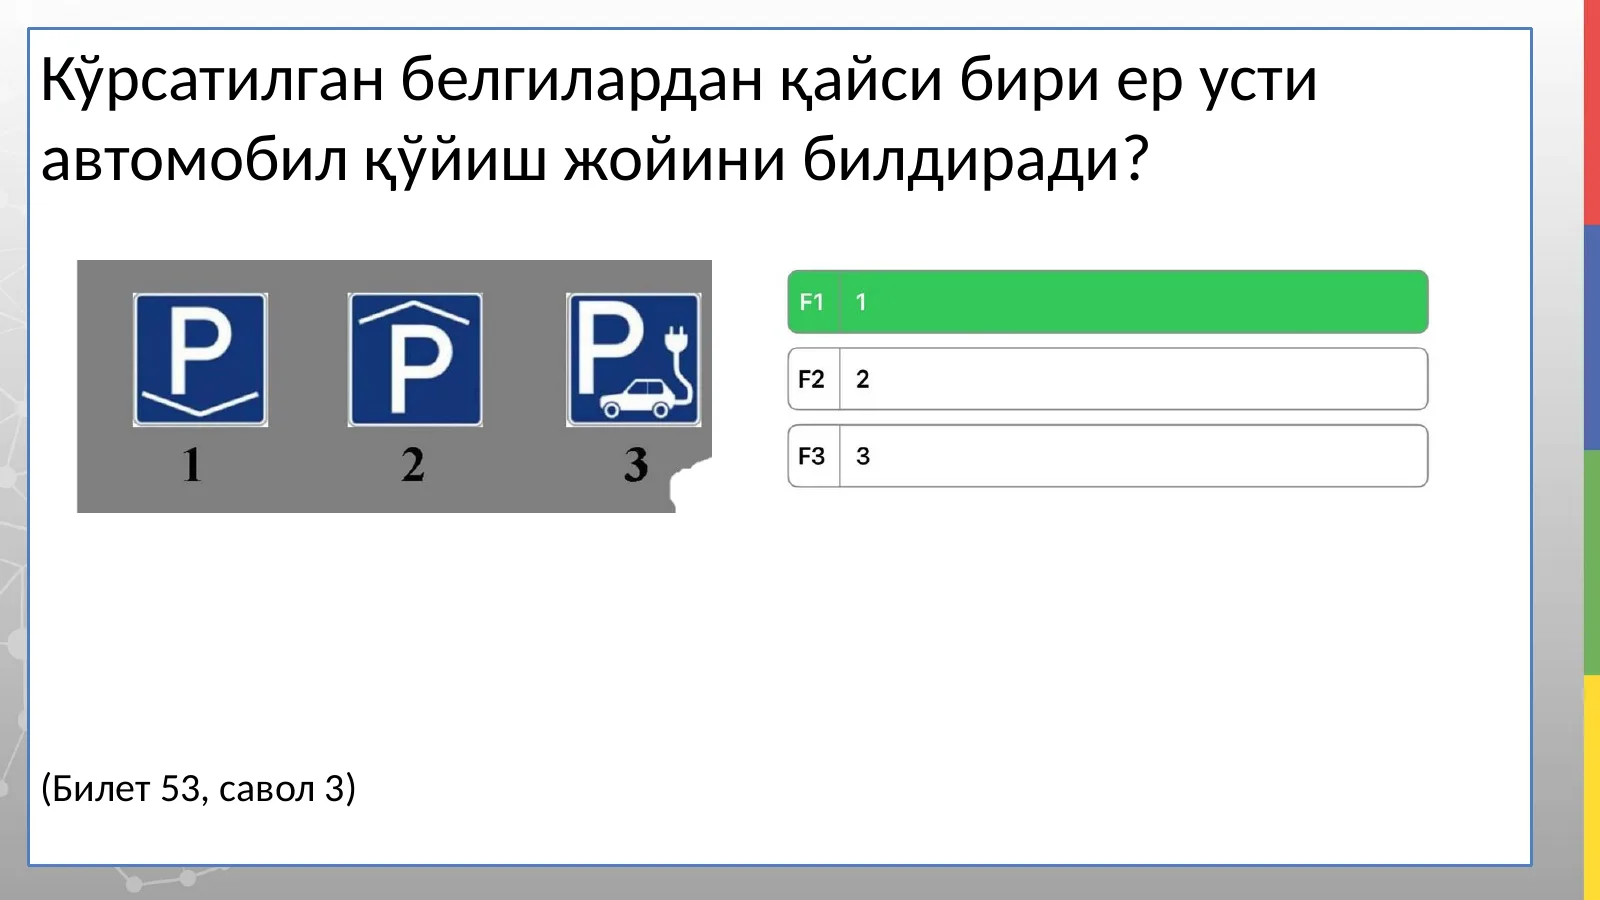 Кўрсатилган белгилардан қайси бири ер усти
автомобил қўйиш жойини билдиради?
P P P
1 2 3
F1 1
F2 2
F3 3
(Билет 53, савол 3)